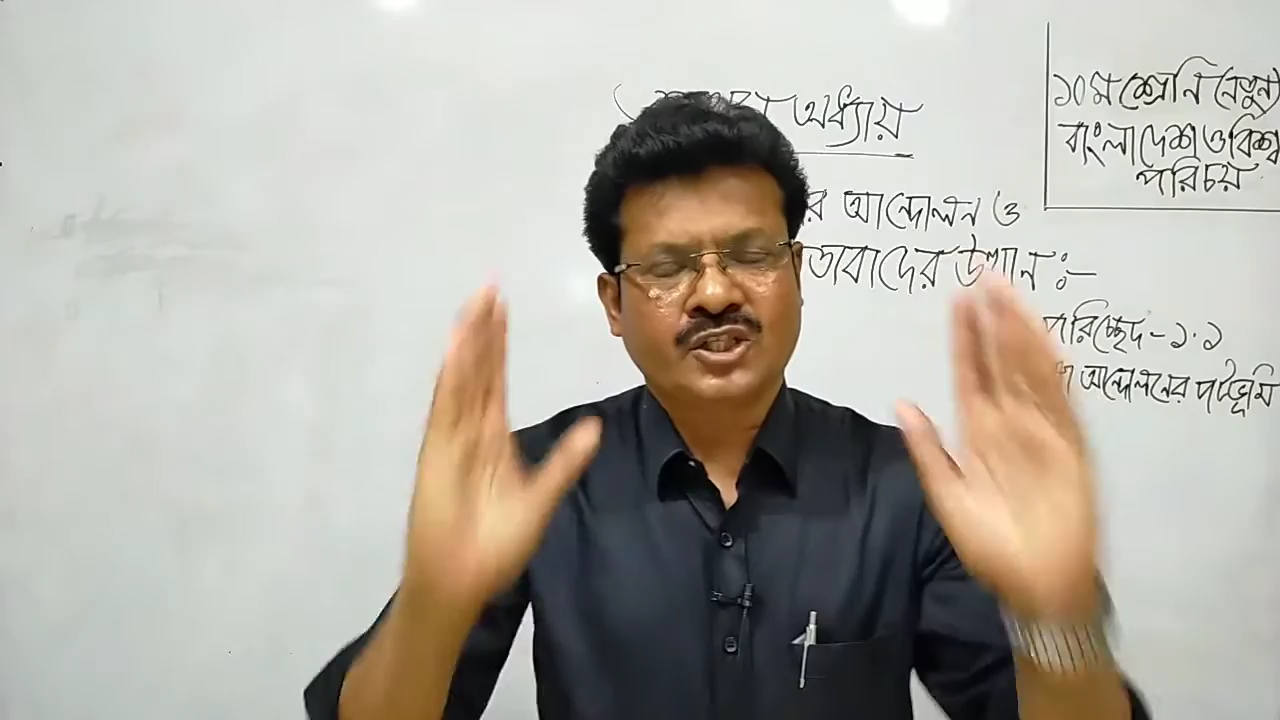 অধ্যায়
আন্দোলন ও
উত্থান :-
১০ম শ্রেনি (নতুন)
বাংলাদেশ ও বিশ্ব
পরিচয়
পরিচ্ছেদ - ১.১
আন্দোলনের পটভূমি